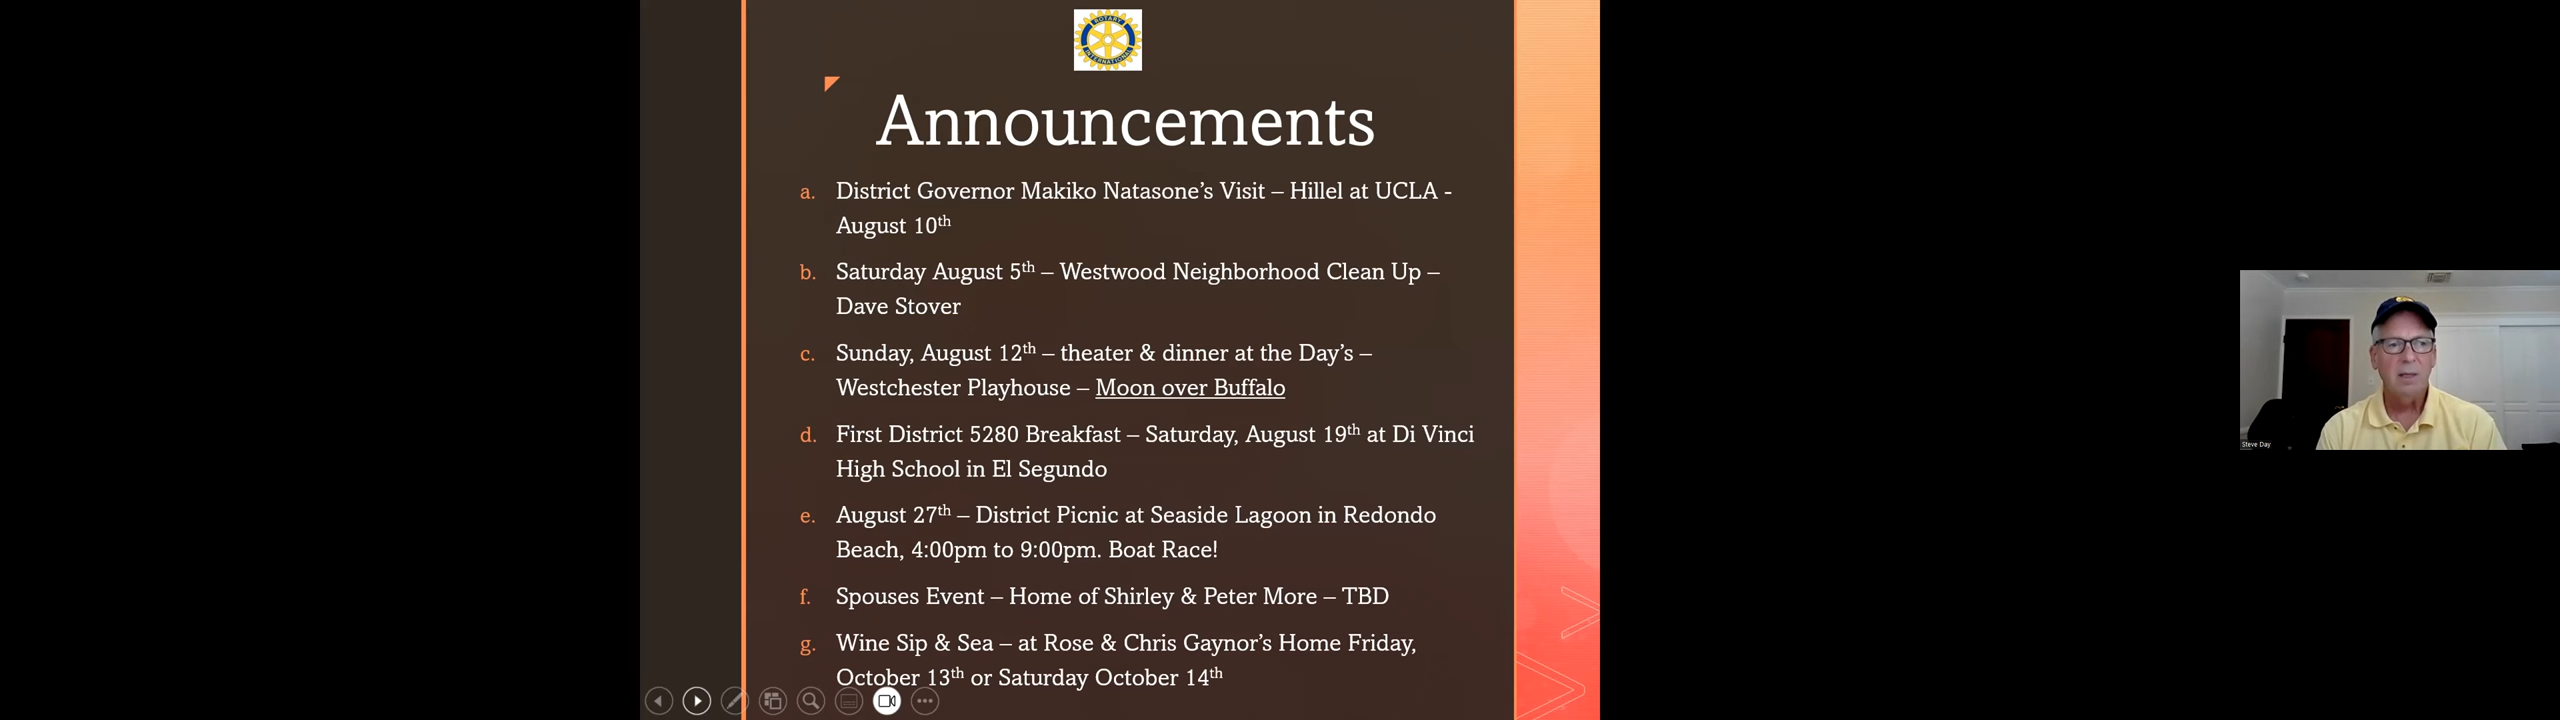 ROTARY
INTERNATIONAL
Announcements
a. District Governor Makiko Natasone’s Visit – Hillel at UCLA -
August 10th
b. Saturday August 5th – Westwood Neighborhood Clean Up –
Dave Stover
c. Sunday, August 12th – theater & dinner at the Day’s –
Westchester Playhouse – Moon over Buffalo
d. First District 5280 Breakfast – Saturday, August 19th at Di Vinci
High School in El Segundo
e. August 27th – District Picnic at Seaside Lagoon in Redondo
Beach, 4:00pm to 9:00pm. Boat Race!
f. Spouses Event – Home of Shirley & Peter More – TBD
g. Wine Sip & Sea – at Rose & Chris Gaynor’s Home Friday,
October 13th or Saturday October 14th
Steve Day